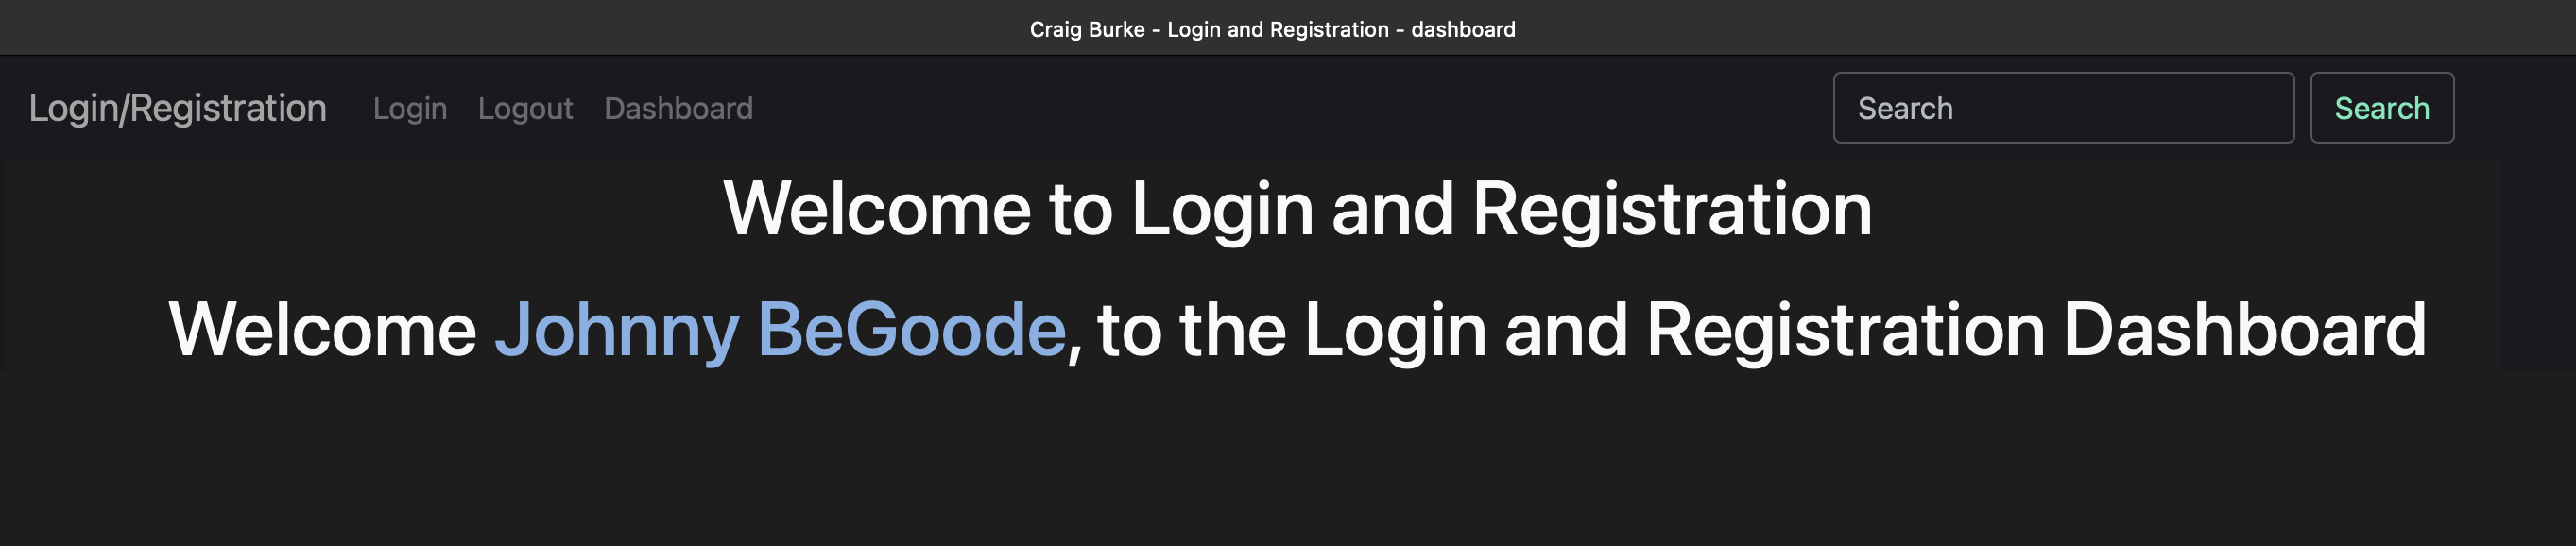 Craig Burke - Login and Registration - dashboard
Login/Registration Login Logout Dashboard Search Search
Welcome to Login and Registration
Welcome Johnny BeGoode, to the Login and Registration Dashboard